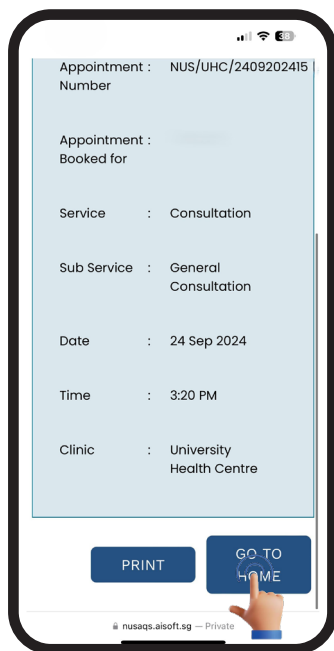 38
Appointment : NUS/UHC/2409202415
Number
Appointment :
Booked for
Service : Consultation
Sub Service : General
Consultation
Date : 24 Sep 2024
Time : 3:20 PM
Clinic : University
Health Centre
PRINT
GO TO
HOME
nusaqs.aisoft.sg — Private